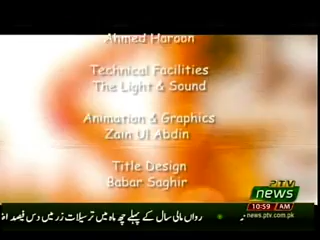 Ahmed Haroon
Technical Facilities
The Light & Sound
Animation & Graphics
Zain Ul Abdin
Title Design
Babar Saghir
PTV
news
10:59 AM
news.ptv.com.pk
رواں مالی سال کے پہلے چھ ماہ میں ترسیلات زر میں دس فیصد